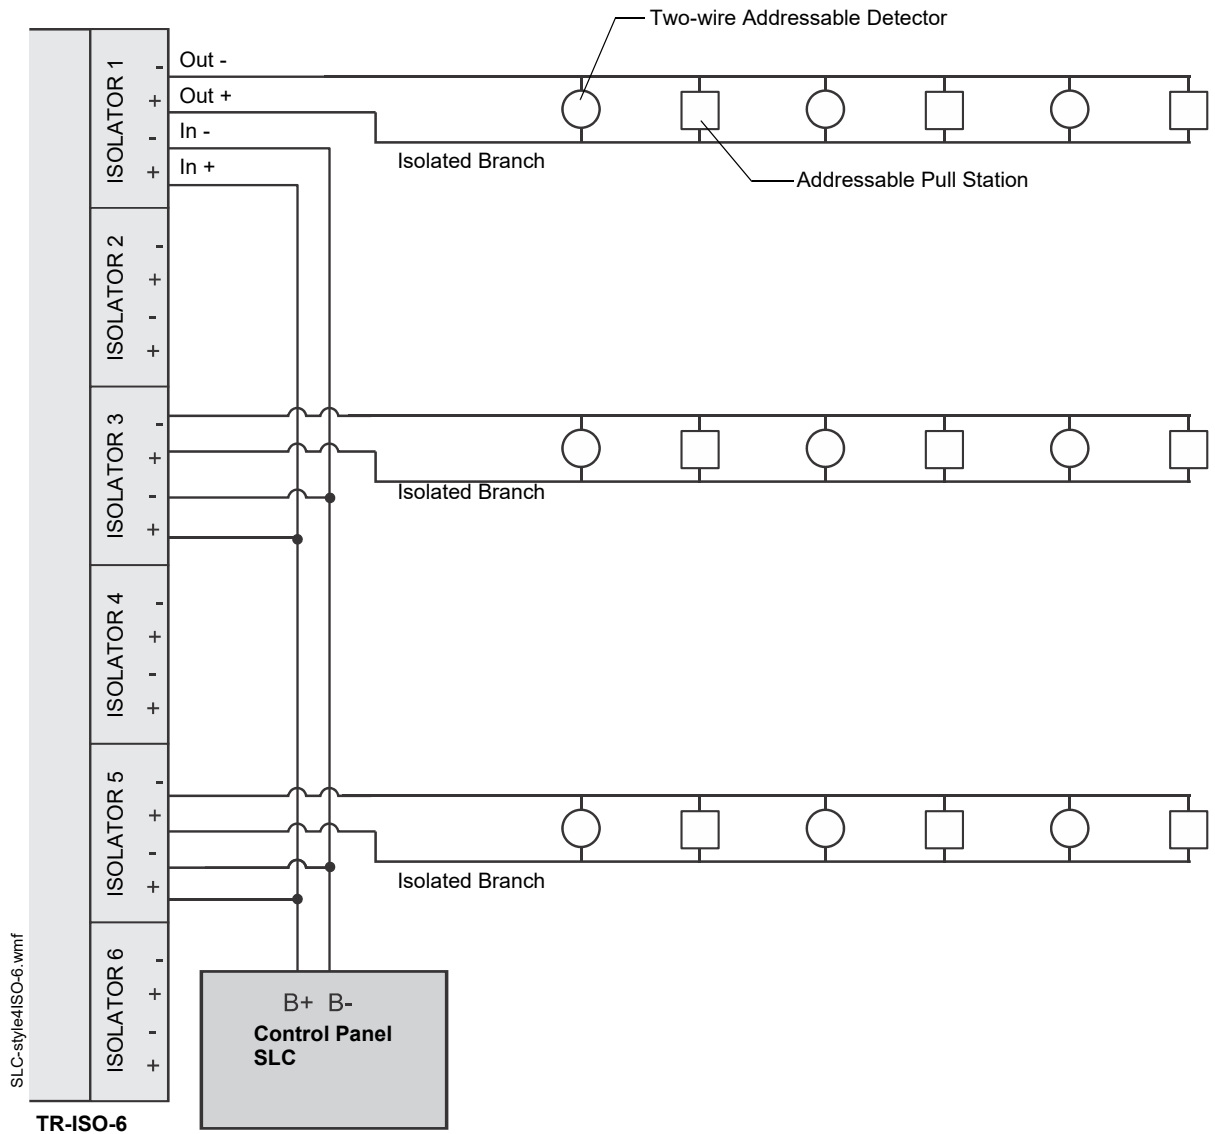 Two-wire Addressable Detector
ISOLATOR 1
-
+
-
+
Out -
Out +
In -
In +
Isolated Branch
Addressable Pull Station
ISOLATOR 2
-
+
-
+
ISOLATOR 3
-
+
-
+
Isolated Branch
ISOLATOR 4
-
+
-
+
ISOLATOR 5
-
+
-
+
Isolated Branch
ISOLATOR 6
-
+
-
+
B+ B-
Control Panel
SLC
SLC-style4ISO-6.wmf
TR-ISO-6